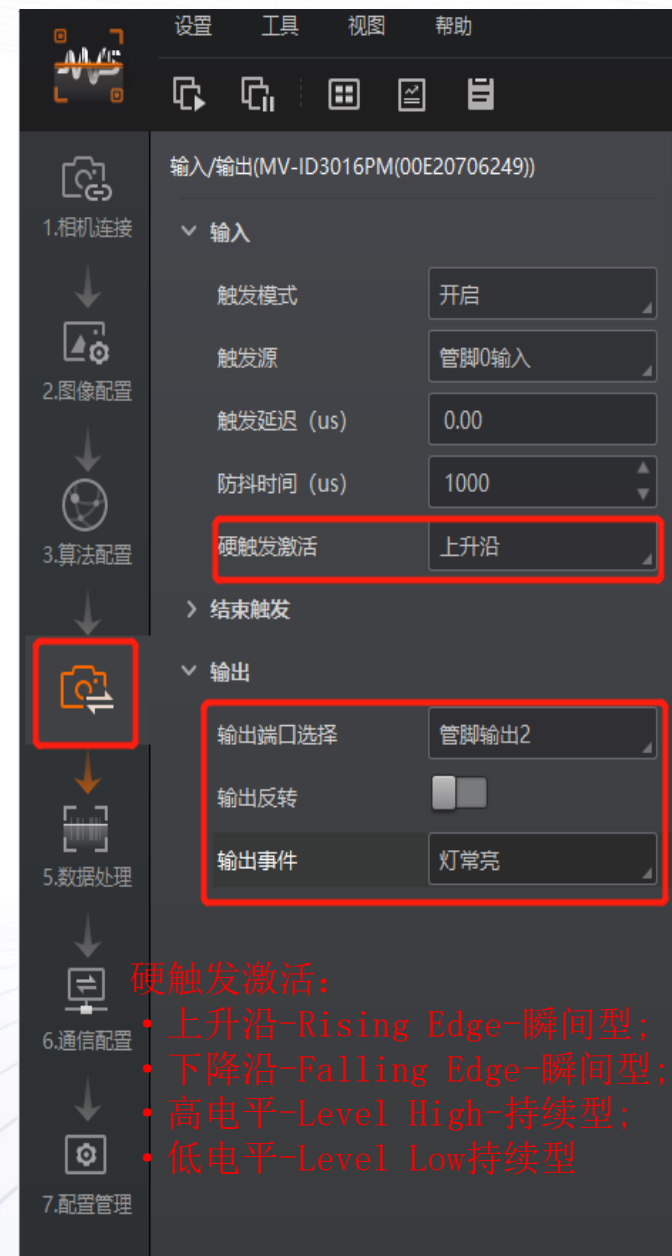 设置 工具 视图 帮助
输入/输出(MV-ID3016PM(00E20706249))
1.相机连接
输入
触发模式 开启
触发源 管脚0输入
2.图像配置
触发延迟（us） 0.00
防抖时间（us） 1000
硬触发激活 上升沿
3.算法配置
结束触发
输出
输出端口选择 管脚输出2
输出反转
输出事件 灯常亮
5.数据处理
硬触发激活:
·上升沿-Rising Edge-瞬间型;
6.通信配置
·下降沿-Falling Edge-瞬间型;
·高电平-Level High-持续型;
·低电平-Level Low持续型
7.配置管理